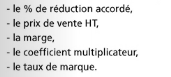 - le % de réduction accordé,
- le prix de vente HT,
- la marge,
- le coefficient multiplicateur,
- le taux de marque.